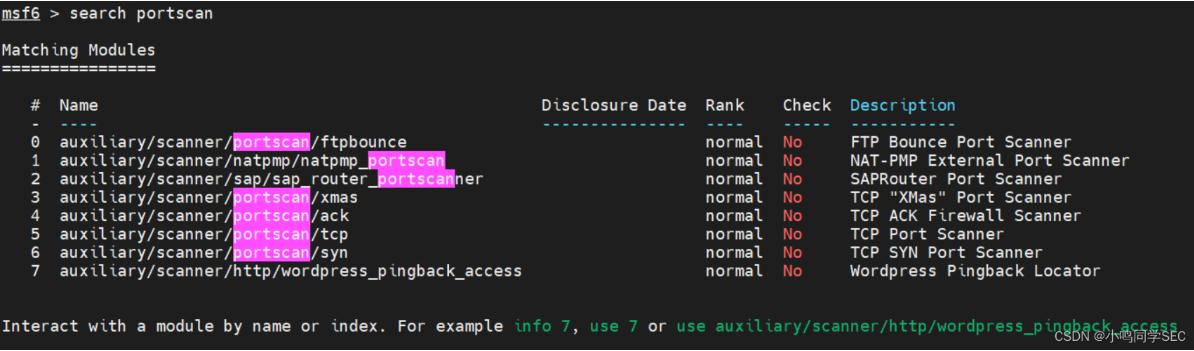 msf6 > search portscan
Matching Modules
================
#  Name                                          Disclosure Date  Rank    Check  Description
-  ----                                          ---------------  ----    -----  -----------
0  auxiliary/scanner/portscan/ftpbounce                           normal  No     FTP Bounce Port Scanner
1  auxiliary/scanner/natpmp/natpmp_portscan                       normal  No     NAT-PMP External Port Scanner
2  auxiliary/scanner/sap/sap_router_portscanner                   normal  No     SAPRouter Port Scanner
3  auxiliary/scanner/portscan/xmas                                normal  No     TCP "XMas" Port Scanner
4  auxiliary/scanner/portscan/ack                                 normal  No     TCP ACK Firewall Scanner
5  auxiliary/scanner/portscan/tcp                                 normal  No     TCP Port Scanner
6  auxiliary/scanner/portscan/syn                                 normal  No     TCP SYN Port Scanner
7  auxiliary/scanner/http/wordpress_pingback_access               normal  No     Wordpress Pingback Locator
Interact with a module by name or index. For example info 7, use 7 or use auxiliary/scanner/http/wordpress_pingback_access
CSDN @小鸣同学SEC